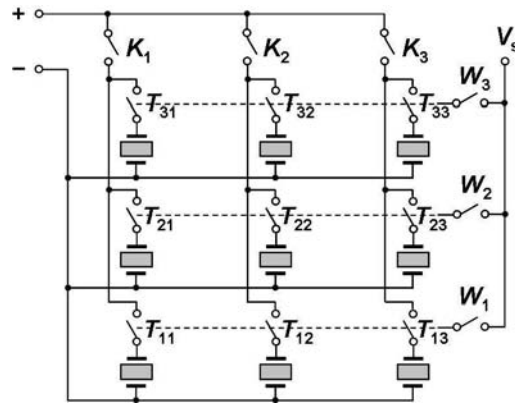 +
K₁ K₂ K₃ Vₛ
−
T₃₁ T₃₂ T₃₃ W₃
T₂₁ T₂₂ T₂₃ W₂
W₁
T₁₁ T₁₂ T₁₃